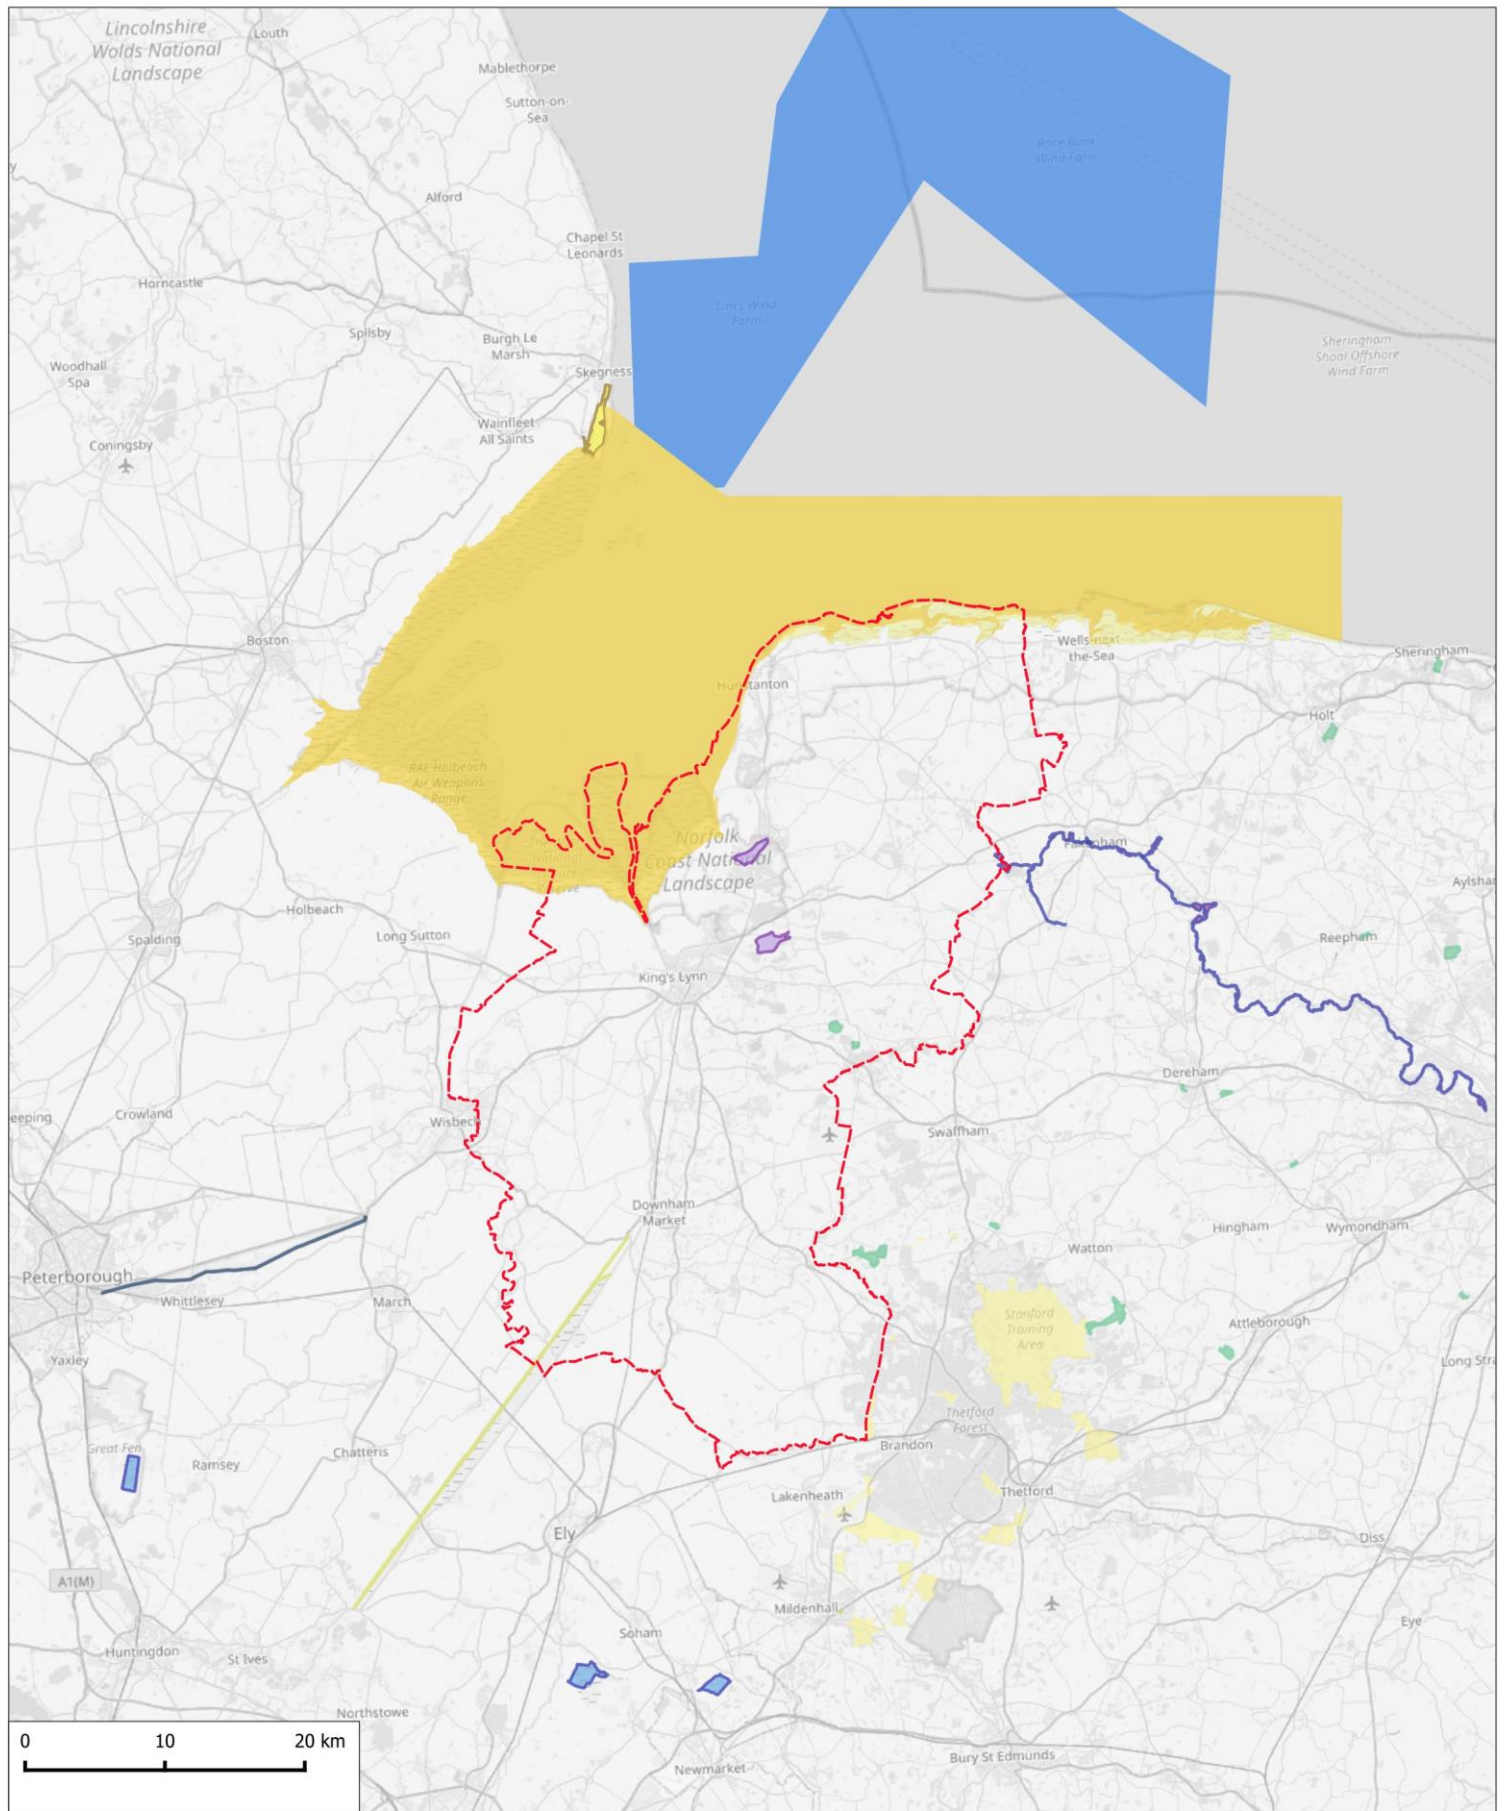 Lincolnshire
Wolds National
Landscape
Louth
Mablethorpe
Sutton-on-
Sea
Race Bank
Wind Farm
Alford
Chapel St
Leonards
Horncastle
Lincs Wind
Farm
Spilsby
Burgh Le
Marsh
Sheringham
Shoal Offshore
Wind Farm
Woodhall
Spa
Skegness
Wainfleet
All Saints
Coningsby
Boston
Wells-next-
the-Sea
Sheringham
Hunstanton
Holt
RAF Holbeach
Air Weapons
Range
Norfolk
Coast National
Landscape
Fakenham
National
Reserve
Aylsham
Holbeach
Long Sutton
Spalding
Reepham
King's Lynn
Dereham
eeping
Crowland
Wisbech
Swaffham
Downham
Market
Hingham
Wymondham
Watton
Peterborough
Whittlesey
March
Stanford
Training
Area
Attleborough
Yaxley
Long Stra
Thetford
Forest
Great Fen
Ramsey
Chatteris
Brandon
Lakenheath
Thetford
Ely
Diss
A1(M)
Mildenhall
Eye
Soham
Huntingdon
St Ives
Northstowe
0 10 20 km
Bury St Edmunds
Newmarket